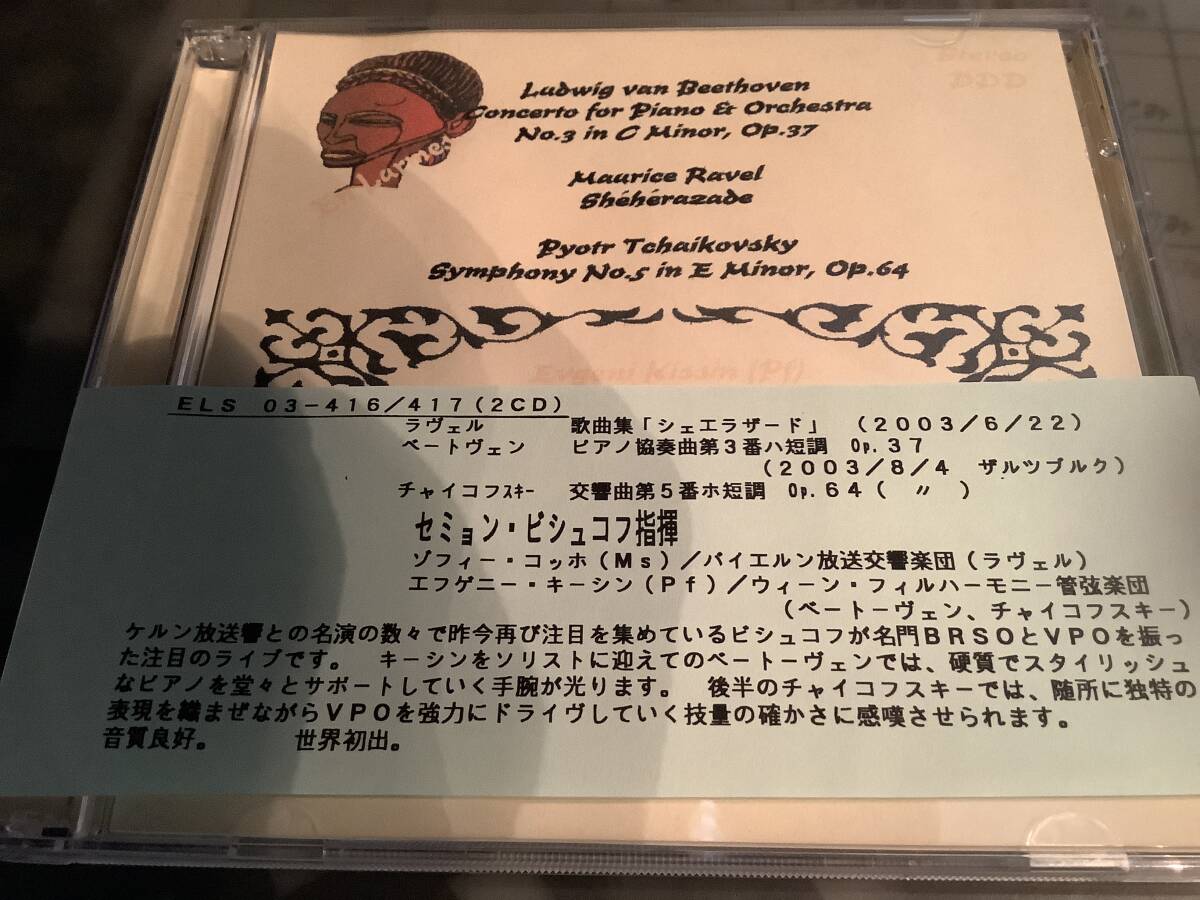 Stereo
DDD
Ludwig van Beethoven
Concerto for Piano & Orchestra
No.3 in C Minor, Op.37
En Larmes
Maurice Ravel
Shéhérazade
Pyotr Tchaikovsky
Symphony No.5 in E Minor, Op.64
Evgeni Kissin (Pf)
ELS 03-416/417(2CD)
ラヴェル 歌曲集「シェエラザード」 (2003/6/22)
ベートヴェン ピアノ協奏曲第3番ハ短調 Op.37
(2003/8/4 ザルツブルク)
チャイコフスキー 交響曲第5番ホ短調 Op.64( 〃 )
セミョン・ビシュコフ指揮
ゾフィー・コッホ(Ms)/バイエルン放送交響楽団(ラヴェル)
エフゲニー・キーシン(Pf)/ウィーン・フィルハーモニー管弦楽団
(ベートーヴェン、チャイコフスキー)
ケルン放送響との名演の数々で昨今再び注目を集めているビシュコフが名門BRSOとVPOを振っ
た注目のライブです。 キーシンをソリストに迎えてのベートーヴェンでは、硬質でスタイリッシュ
なピアノを堂々とサポートしていく手腕が光ります。 後半のチャイコフスキーでは、随所に独特の
表現を織まぜながらVPOを強力にドライヴしていく技量の確かさに感嘆させられます。
音質良好。 世界初出。